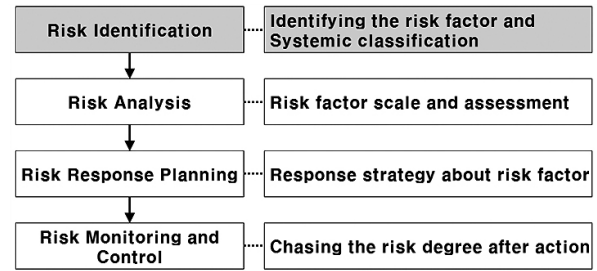 Risk Identification
Identifying the risk factor and
Systemic classification
Risk Analysis
Risk factor scale and assessment
Risk Response Planning
Response strategy about risk factor
Risk Monitoring and
Control
Chasing the risk degree after action